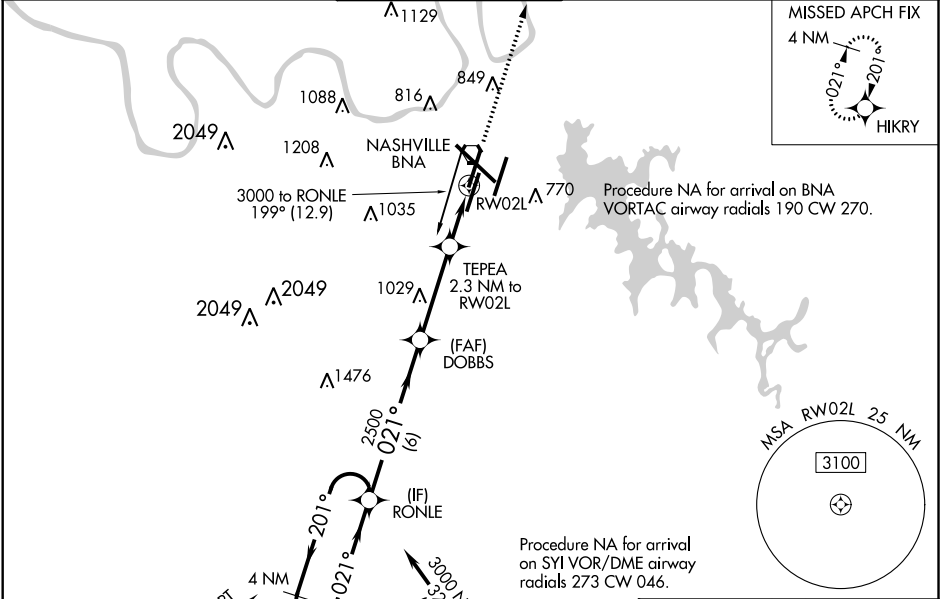 1129
MISSED APCH FIX
4 NM
021°
201°
HIKRY
849
816
1088
2049
1208
NASHVILLE
BNA
3000 to RONLE
199° (12.9)
1035
RW02L
770
Procedure NA for arrival on BNA
VORTAC airway radials 190 CW 270.
TEPEA
2.3 NM to
RW02L
1029
2049
2049
(FAF)
DOBBS
1476
2500
021°
(6)
MSA RW02L 25 NM
3100
(IF)
RONLE
201°
021°
4 NM
Procedure NA for arrival
on SYI VOR/DME airway
radials 273 CW 046.
3000